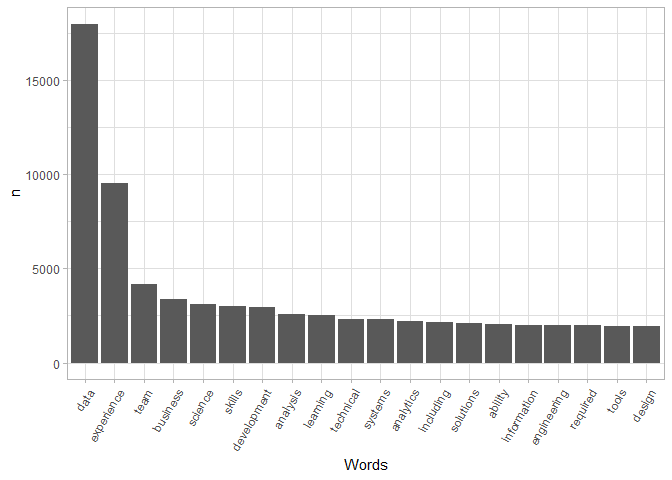 15000
10000
5000
0
n
data
experience
team
business
science
skills
development
analysis
learning
technical
systems
analytics
including
solutions
ability
information
engineering
required
tools
design
Words